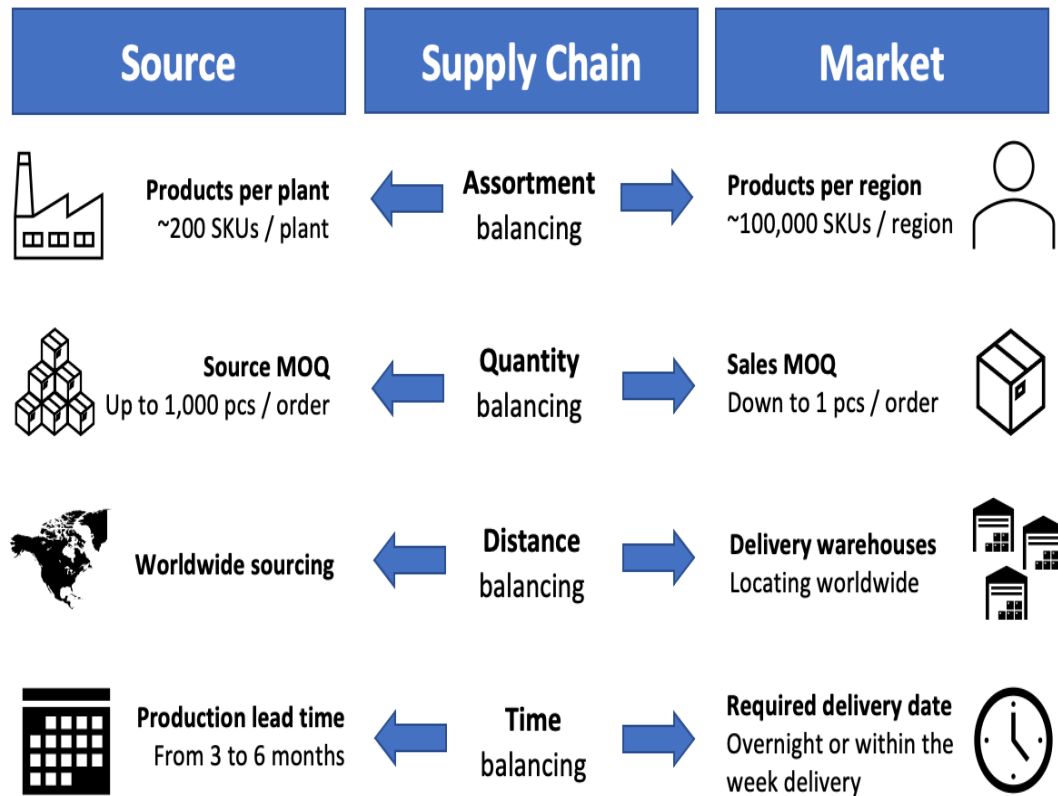 Source
Supply Chain
Market
Products per plant
~200 SKUs / plant
Assortment
balancing
Products per region
~100,000 SKUs / region
Source MOQ
Up to 1,000 pcs / order
Quantity
balancing
Sales MOQ
Down to 1 pcs / order
Worldwide sourcing
Distance
balancing
Delivery warehouses
Locating worldwide
Production lead time
From 3 to 6 months
Time
balancing
Required delivery date
Overnight or within the
week delivery